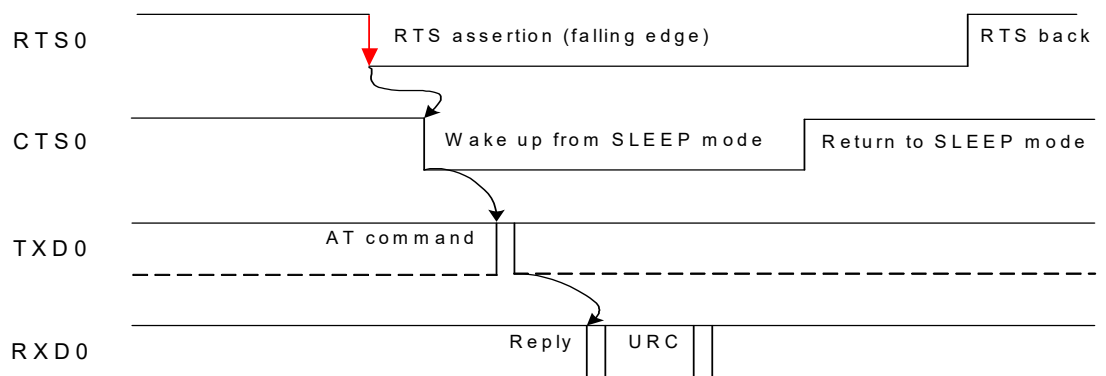 RTS0
RTS assertion (falling edge)
RTS back
CTS0
Wake up from SLEEP mode
Return to SLEEP mode
TXD0
AT command
RXD0
Reply
URC